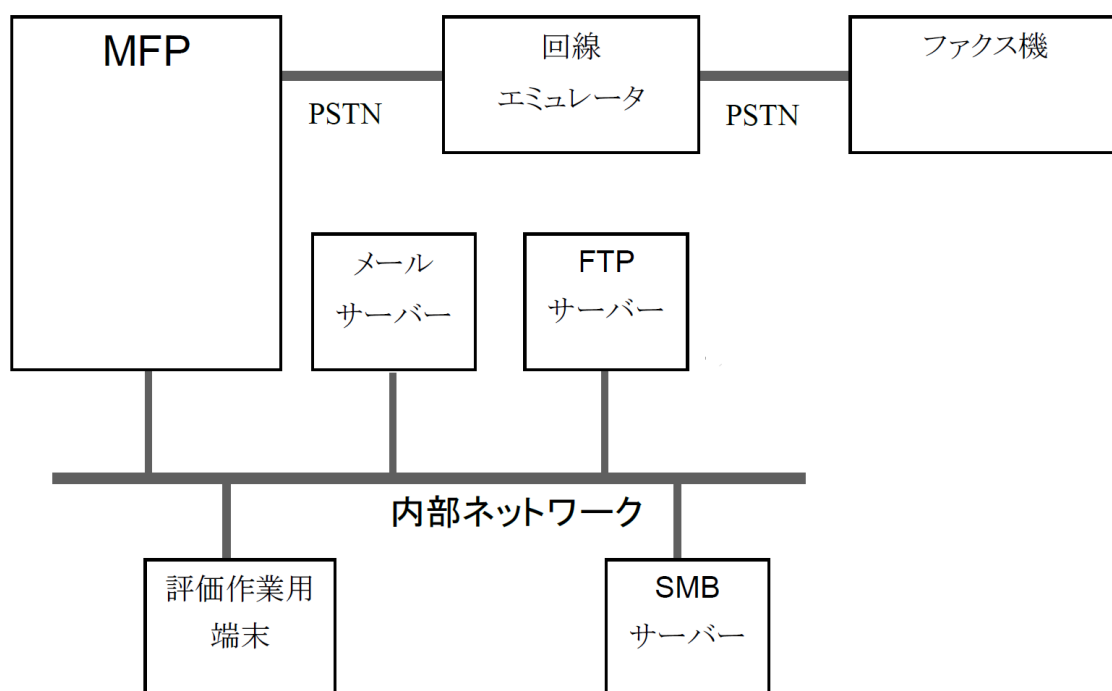 MFP
PSTN
回線
エミュレータ
PSTN
ファクス機
メール
サーバー
FTP
サーバー
内部ネットワーク
評価作業用
端末
SMB
サーバー